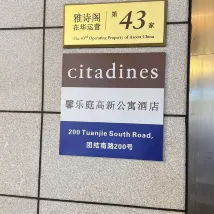 雅诗阁
在华运营
第43家
The 43rd Operating Property of Ascott China
citadines
馨乐庭高新公寓酒店
200 Tuanjie South Road,
团结南路200号